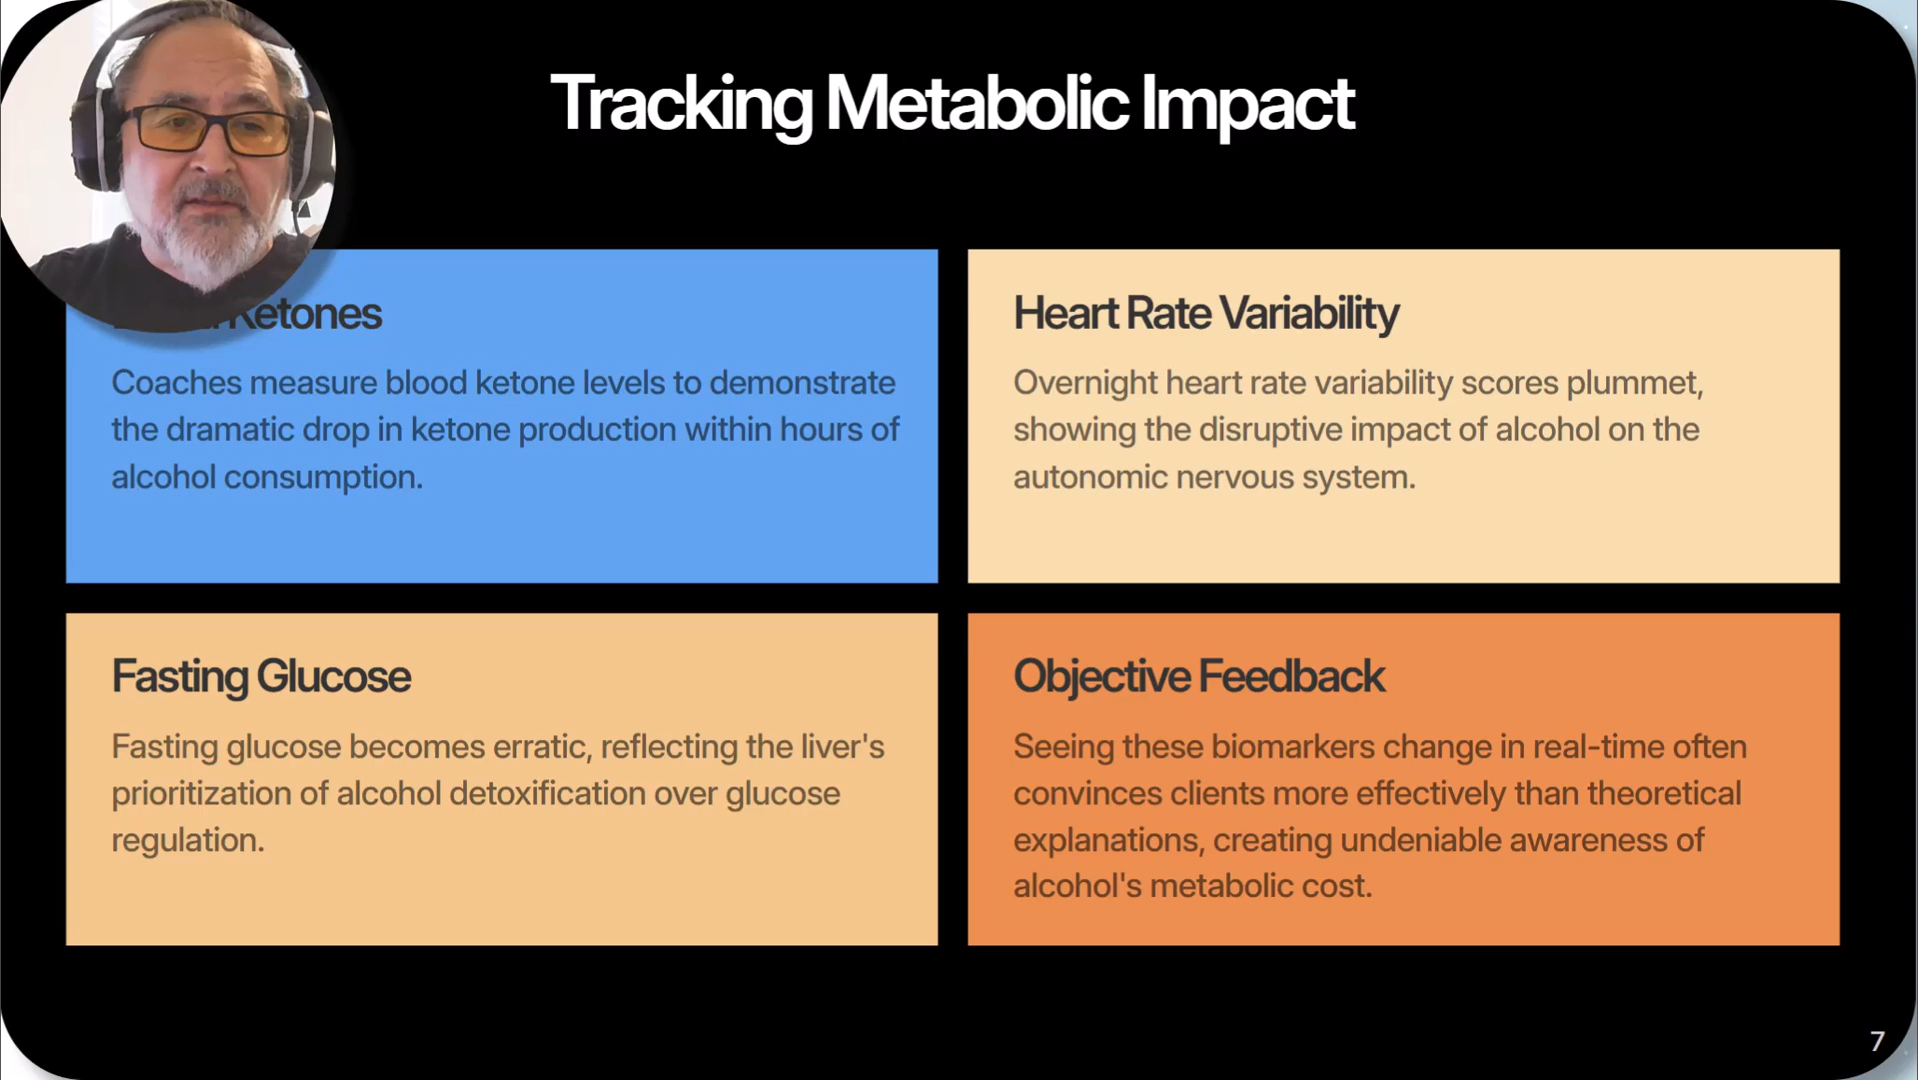 Tracking Metabolic Impact
Ketones
Coaches measure blood ketone levels to demonstrate
the dramatic drop in ketone production within hours of
alcohol consumption.
Heart Rate Variability
Overnight heart rate variability scores plummet,
showing the disruptive impact of alcohol on the
autonomic nervous system.
Fasting Glucose
Fasting glucose becomes erratic, reflecting the liver's
prioritization of alcohol detoxification over glucose
regulation.
Objective Feedback
Seeing these biomarkers change in real-time often
convinces clients more effectively than theoretical
explanations, creating undeniable awareness of
alcohol's metabolic cost.
7